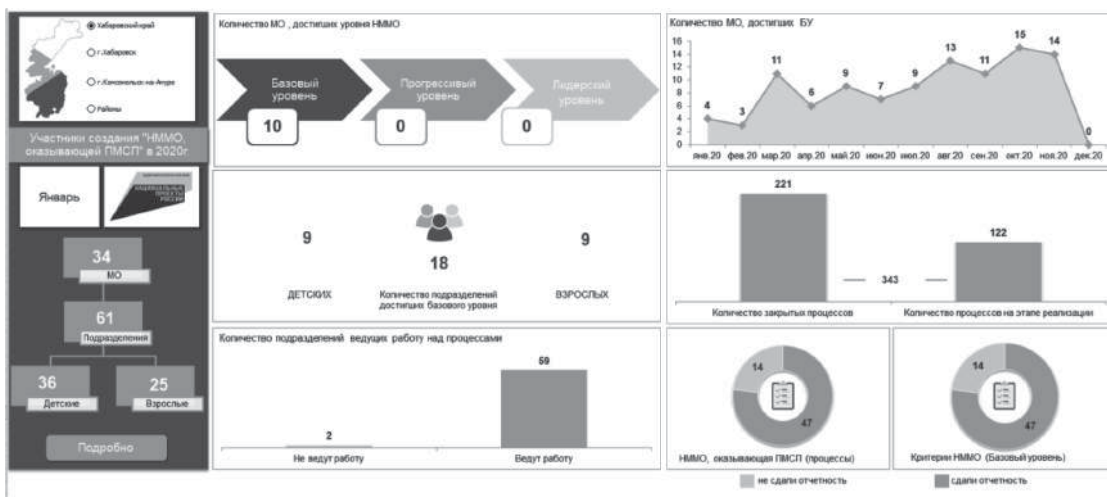 Хабаровский край
г.Хабаровск
г.Комсомольск-на-Амуре
Районы
Участники создания "НММО,
оказывающей ПМСП" в 2020г
Январь
НАЦИОНАЛЬНЫЕ
ПРОЕКТЫ
РОССИИ
34
МО
61
Подразделения
36
Детские
25
Взрослые
Подробно
Количество МО , достигших уровня НММО
Базовый
уровень
10
Прогрессивый
уровень
0
Лидерский
уровень
0
9
ДЕТСКИХ
18
Количество подразделений
достигших базового уровня
9
ВЗРОСЛЫХ
Количество подразделений ведущих работу над процессами
2
Не ведут работу
59
Ведут работу
Количество МО, достигших БУ
16
14
12
10
8
6
4
2
0
4
3
11
6
9
7
9
13
11
15
14
0
янв.20 фев.20 мар.20 апр.20 май.20 июн.20 июл.20 авг.20 сен.20 окт.20 ноя.20 дек.20
221
343
122
Количество закрытых процессов
Количество процессов на этапе реализации
14
47
НММО, оказывающая ПМСП (процессы)
14
47
Критерии НММО (Базовый уровень)
не сдали отчетность
сдали отчетность